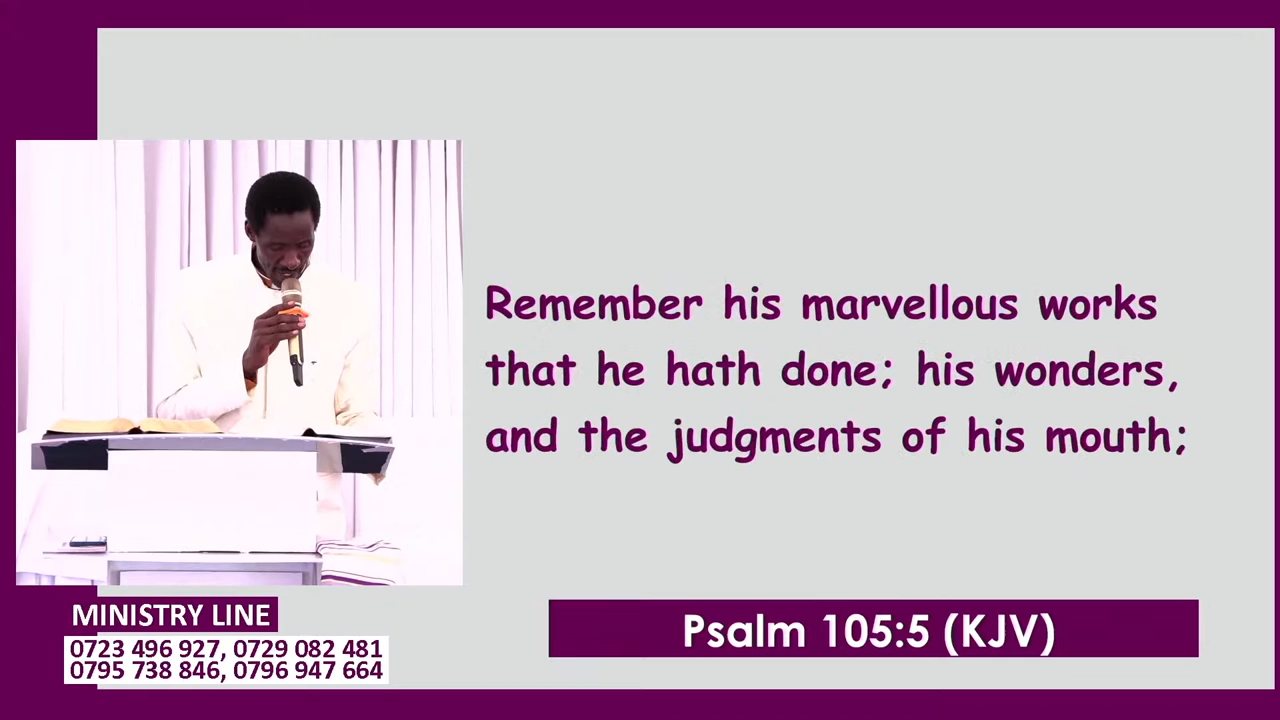 Remember his marvellous works
that he hath done; his wonders,
and the judgments of his mouth;
Psalm 105:5 (KJV)
MINISTRY LINE
0723 496 927, 0729 082 481
0795 738 846, 0796 947 664